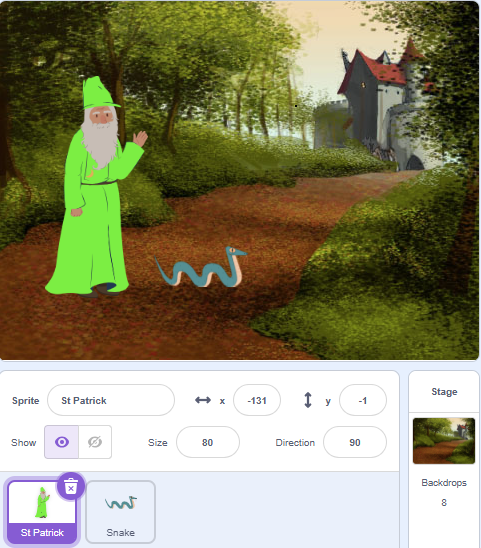 Sprite St Patrick x -131 y -1
Show Size 80 Direction 90
Stage
Backdrops
8
St Patrick Snake